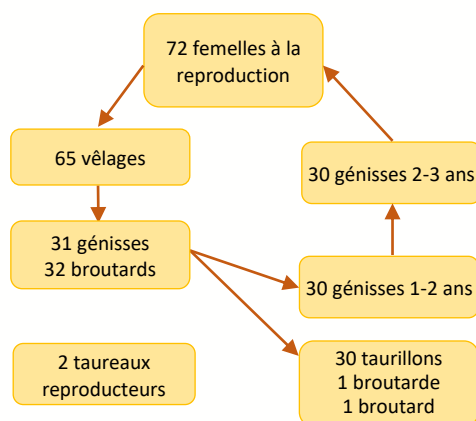 72 femelles à la
reproduction
65 vêlages
31 génisses
32 broutards
30 génisses 2-3 ans
30 génisses 1-2 ans
2 taureaux
reproducteurs
30 taurillons
1 broutarde
1 broutard